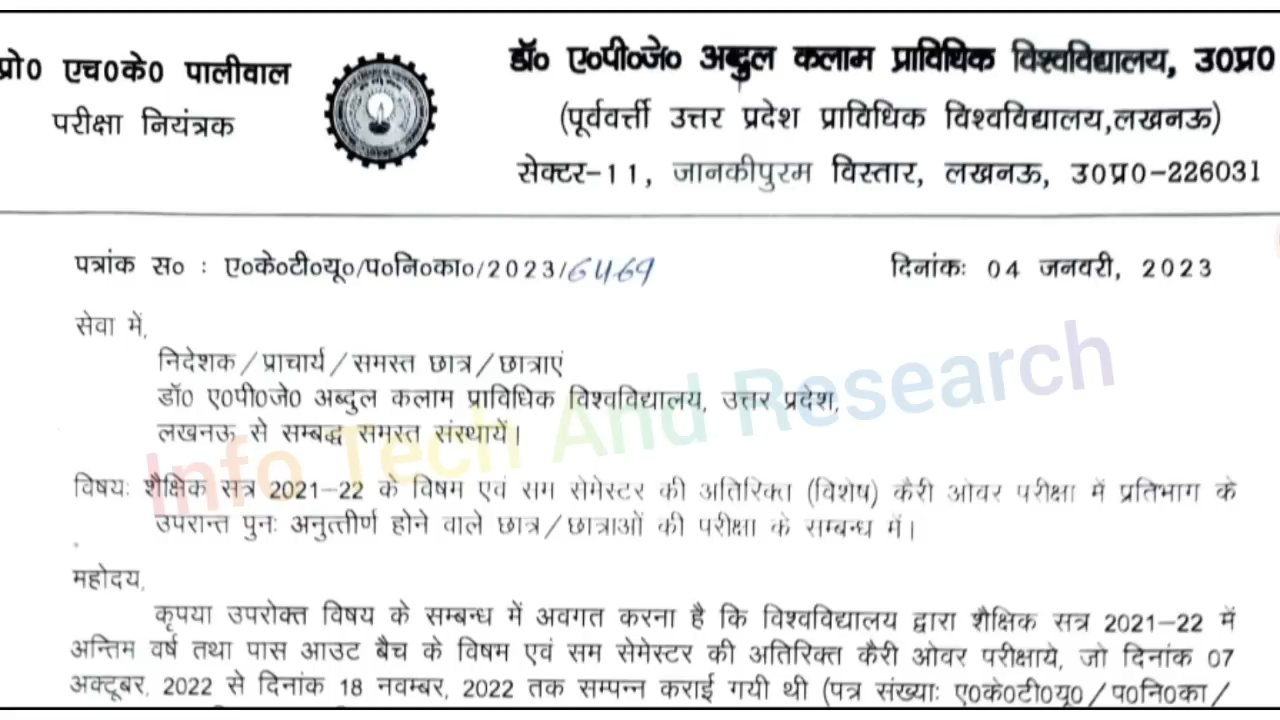 प्रो0 एच0के0 पालीवाल
परीक्षा नियंत्रक
डॉ0 ए0पी0जे0 अब्दुल कलाम प्राविधिक विश्वविद्यालय, उ0प्र0
(पूर्ववर्त्ती उत्तर प्रदेश प्राविधिक विश्वविद्यालय,लखनऊ)
सेक्टर-11, जानकीपुरम विस्तार, लखनऊ, उ0प्र0-226031
पत्रांक स0 : ए0के0टी0यू0/प0नि0का0/2023/6469
दिनांकः 04 जनवरी, 2023
सेवा में,
निदेशक/प्राचार्य/समस्त छात्र/छात्राएं
डॉ0 ए0पी0जे0 अब्दुल कलाम प्राविधिक विश्वविद्यालय, उत्तर प्रदेश,
लखनऊ से सम्बद्ध समस्त संस्थायें।
Info Tech And Research
विषयः शैक्षिक सत्र 2021-22 के विषम एवं सम सेमेस्टर की अतिरिक्त (विशेष) कैरी ओवर परीक्षा में प्रतिभाग के
उपरान्त पुनः अनुत्तीर्ण होने वाले छात्र/छात्राओं की परीक्षा के सम्बन्ध में।
महोदय,
कृपया उपरोक्त विषय के सम्बन्ध में अवगत करना है कि विश्वविद्यालय द्वारा शैक्षिक सत्र 2021-22 में
अन्तिम वर्ष तथा पास आउट बैच के विषम एवं सम सेमेस्टर की अतिरिक्त कैरी ओवर परीक्षाये, जो दिनांक 07
अक्टूबर, 2022 से दिनांक 18 नवम्बर, 2022 तक सम्पन्न कराई गयी थी (पत्र संख्याः ए0के0टी0यू0/प0नि0का/